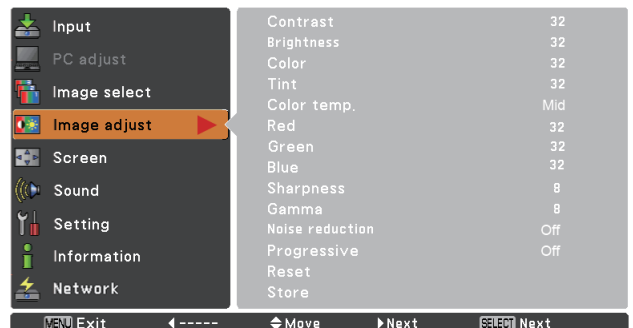 Input
PC adjust
Image select
Image adjust
Screen
Sound
Setting
Information
Network
Contrast 32
Brightness 32
Color 32
Tint 32
Color temp. Mid
Red 32
Green 32
Blue 32
Sharpness 8
Gamma 8
Noise reduction Off
Progressive Off
Reset
Store
MENU Exit ----- Move Next SELECT Next